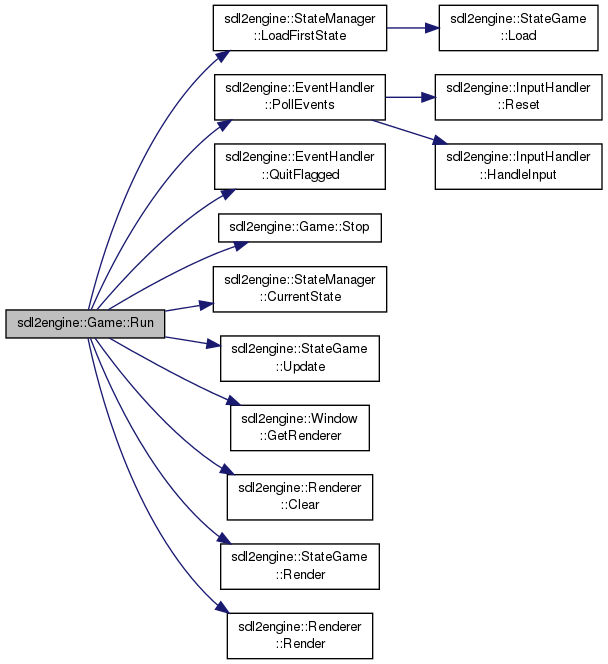 sdl2engine::StateManager
::LoadFirstState
sdl2engine::StateGame
::Load
sdl2engine::EventHandler
::PollEvents
sdl2engine::InputHandler
::Reset
sdl2engine::EventHandler
::QuitFlagged
sdl2engine::InputHandler
::HandleInput
sdl2engine::Game::Stop
sdl2engine::StateManager
::CurrentState
sdl2engine::Game::Run
sdl2engine::StateGame
::Update
sdl2engine::Window
::GetRenderer
sdl2engine::Renderer
::Clear
sdl2engine::StateGame
::Render
sdl2engine::Renderer
::Render